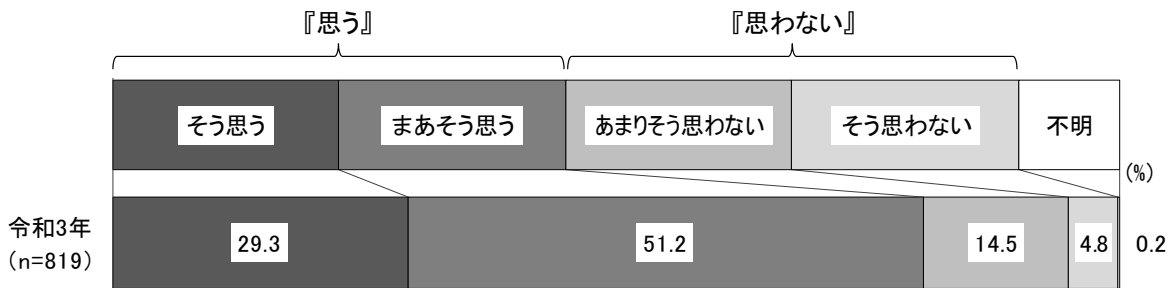 『思う』 『思わない』
そう思う まあそう思う あまりそう思わない そう思わない 不明
(%)
令和3年
(n=819)
29.3 51.2 14.5 4.8 0.2